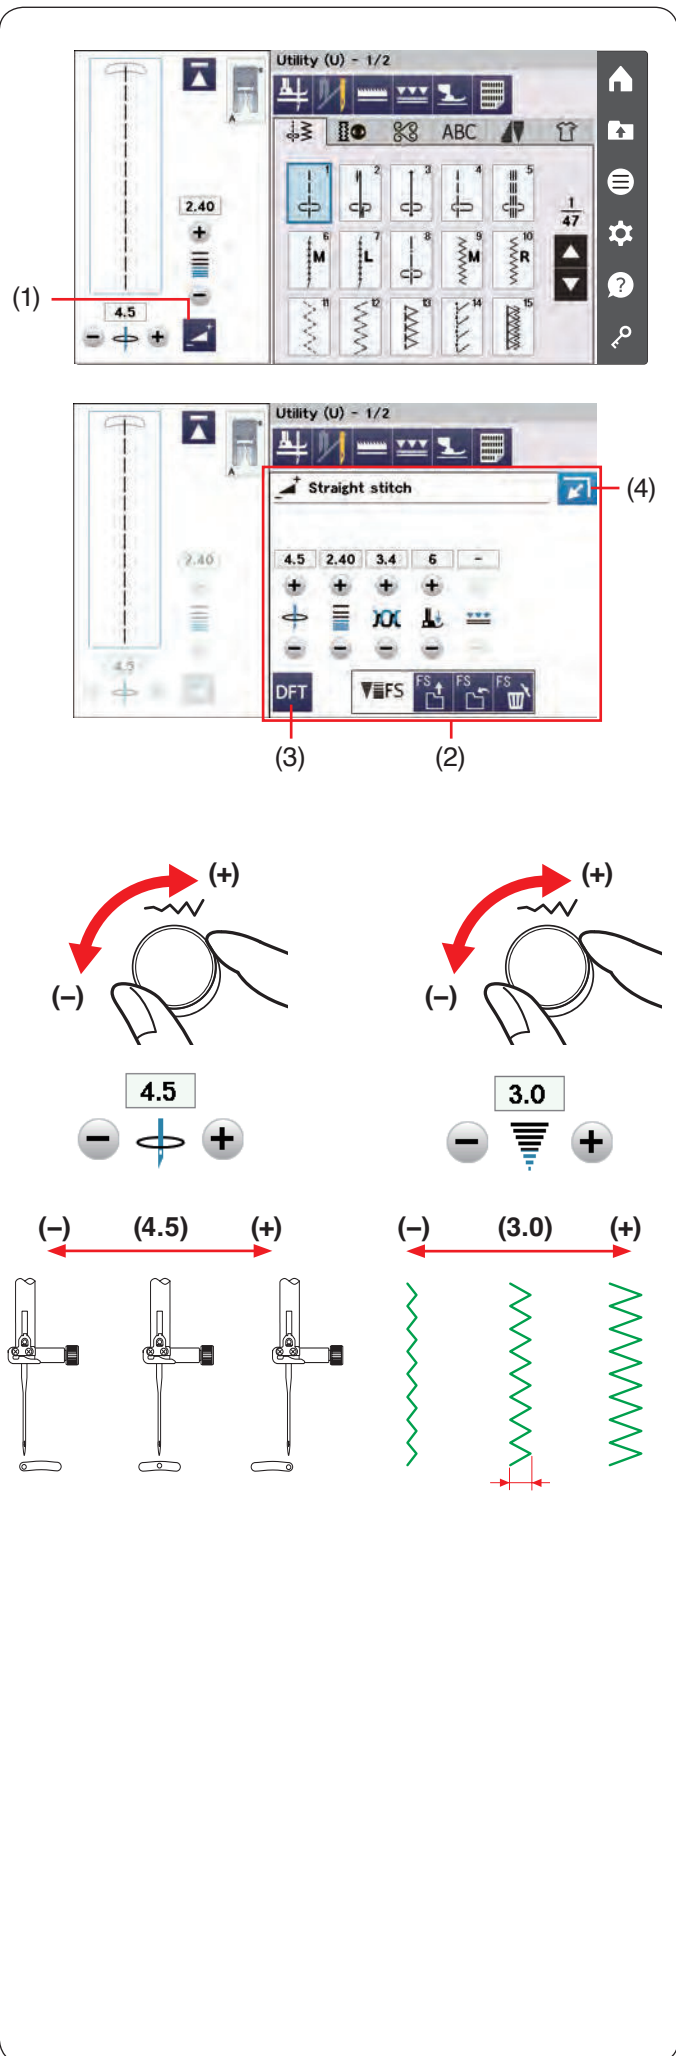 Utility (U) - 1/2
A
ABC
1 2 3 4 5
2.40
1
47
6 7 8 9 10
M L M R
(1)
4.5
11 12 13 14 15
Utility (U) - 1/2
A
Straight stitch
(4)
2.40
4.5 2.40 3.4 6 -
4.5
DFT
FS FS FS FS
(3) (2)
(+) (+)
(−) (−)
4.5 3.0
(−) (4.5) (+) (−) (3.0) (+)